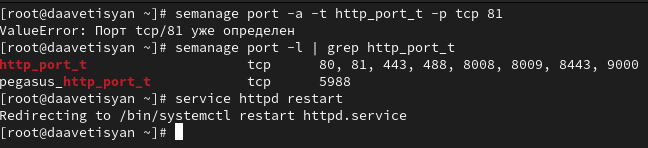 [root@daavetisyan ~]# semanage port -a -t http_port_t -p tcp 81
ValueError: Порт tcp/81 уже определен
[root@daavetisyan ~]# semanage port -l | grep http_port_t
http_port_t                    tcp      80, 81, 443, 488, 8008, 8009, 8443, 9000
pegasus_http_port_t            tcp      5988
[root@daavetisyan ~]# service httpd restart
Redirecting to /bin/systemctl restart httpd.service
[root@daavetisyan ~]#